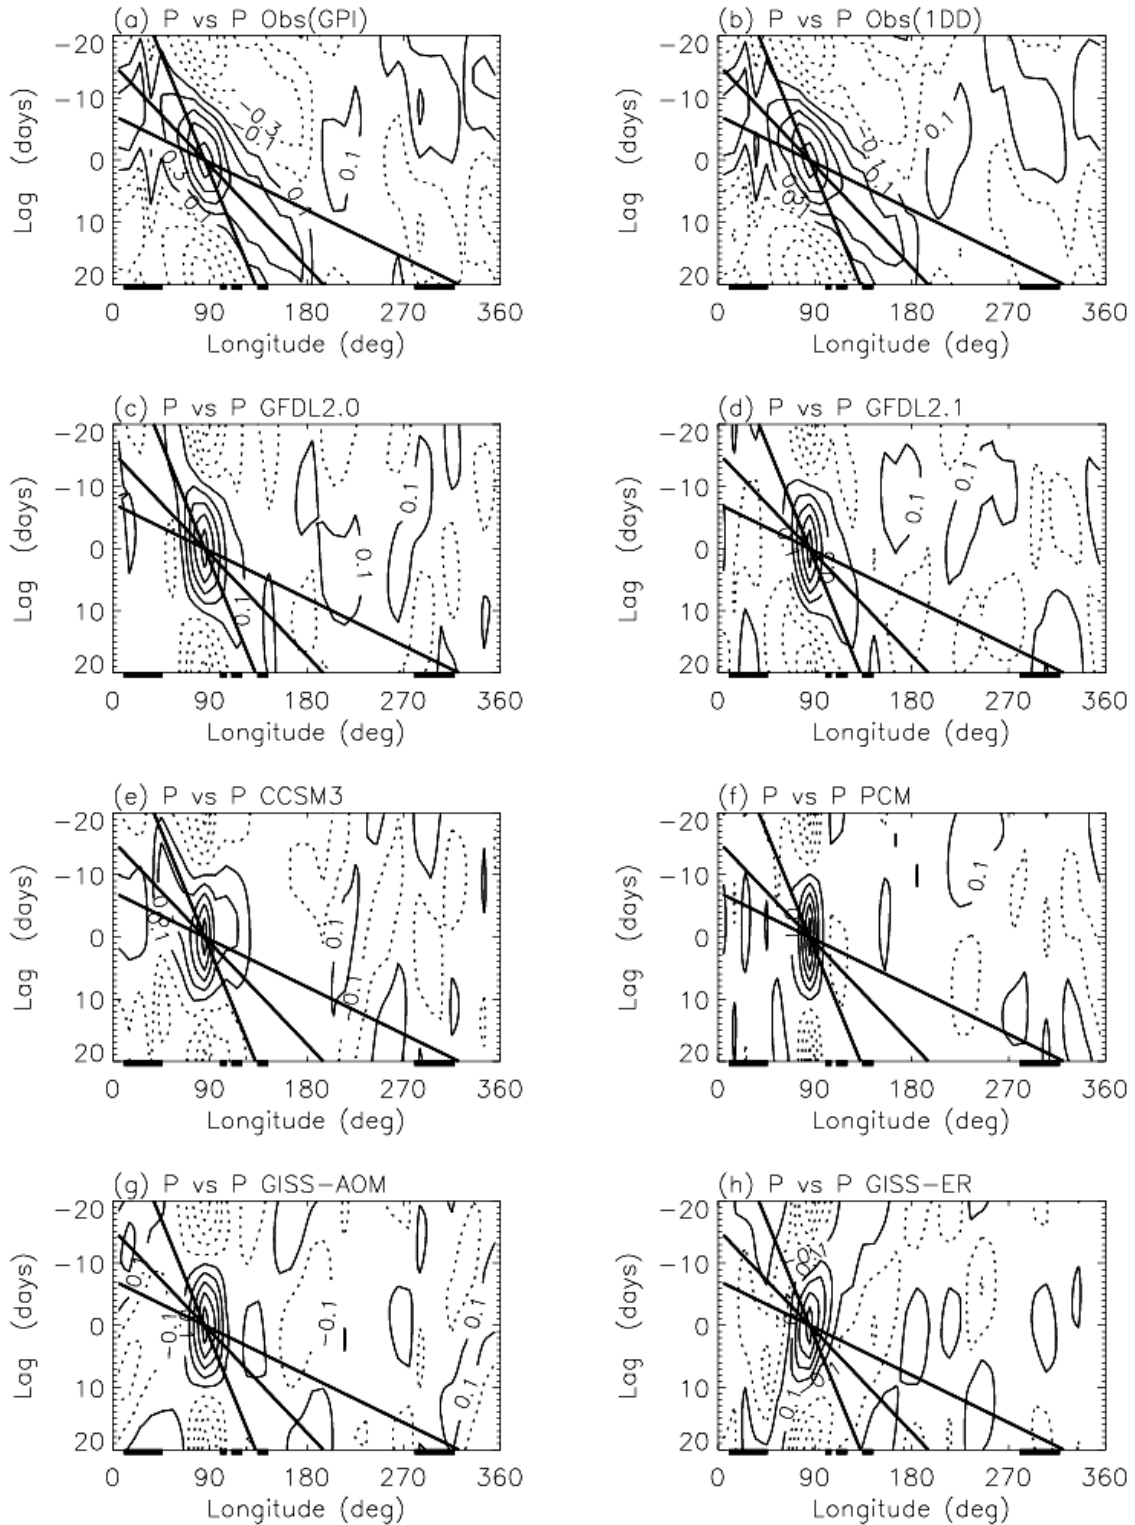 (a) P vs P Obs(GPI)
-20
-10
0
10
20
Lag (days)
-0.3
-0.1
0.1
0 90 180 270 360
Longitude (deg)
(b) P vs P Obs(1DD)
-20
-10
0
10
20
Lag (days)
0.1
0 90 180 270 360
Longitude (deg)
(c) P vs P GFDL2.0
-20
-10
0
10
20
Lag (days)
0.1
0.1
0.1
0 90 180 270 360
Longitude (deg)
(d) P vs P GFDL2.1
-20
-10
0
10
20
Lag (days)
0.1
0.1
0 90 180 270 360
Longitude (deg)
(e) P vs P CCSM3
-20
-10
0
10
20
Lag (days)
0.1
-0.1
0 90 180 270 360
Longitude (deg)
(f) P vs P PCM
-20
-10
0
10
20
Lag (days)
0.1
0 90 180 270 360
Longitude (deg)
(g) P vs P GISS-AOM
-20
-10
0
10
20
Lag (days)
0.1
-0.1
-0.1
0.1
0.1
0 90 180 270 360
Longitude (deg)
(h) P vs P GISS-ER
-20
-10
0
10
20
Lag (days)
0.1
0 90 180 270 360
Longitude (deg)